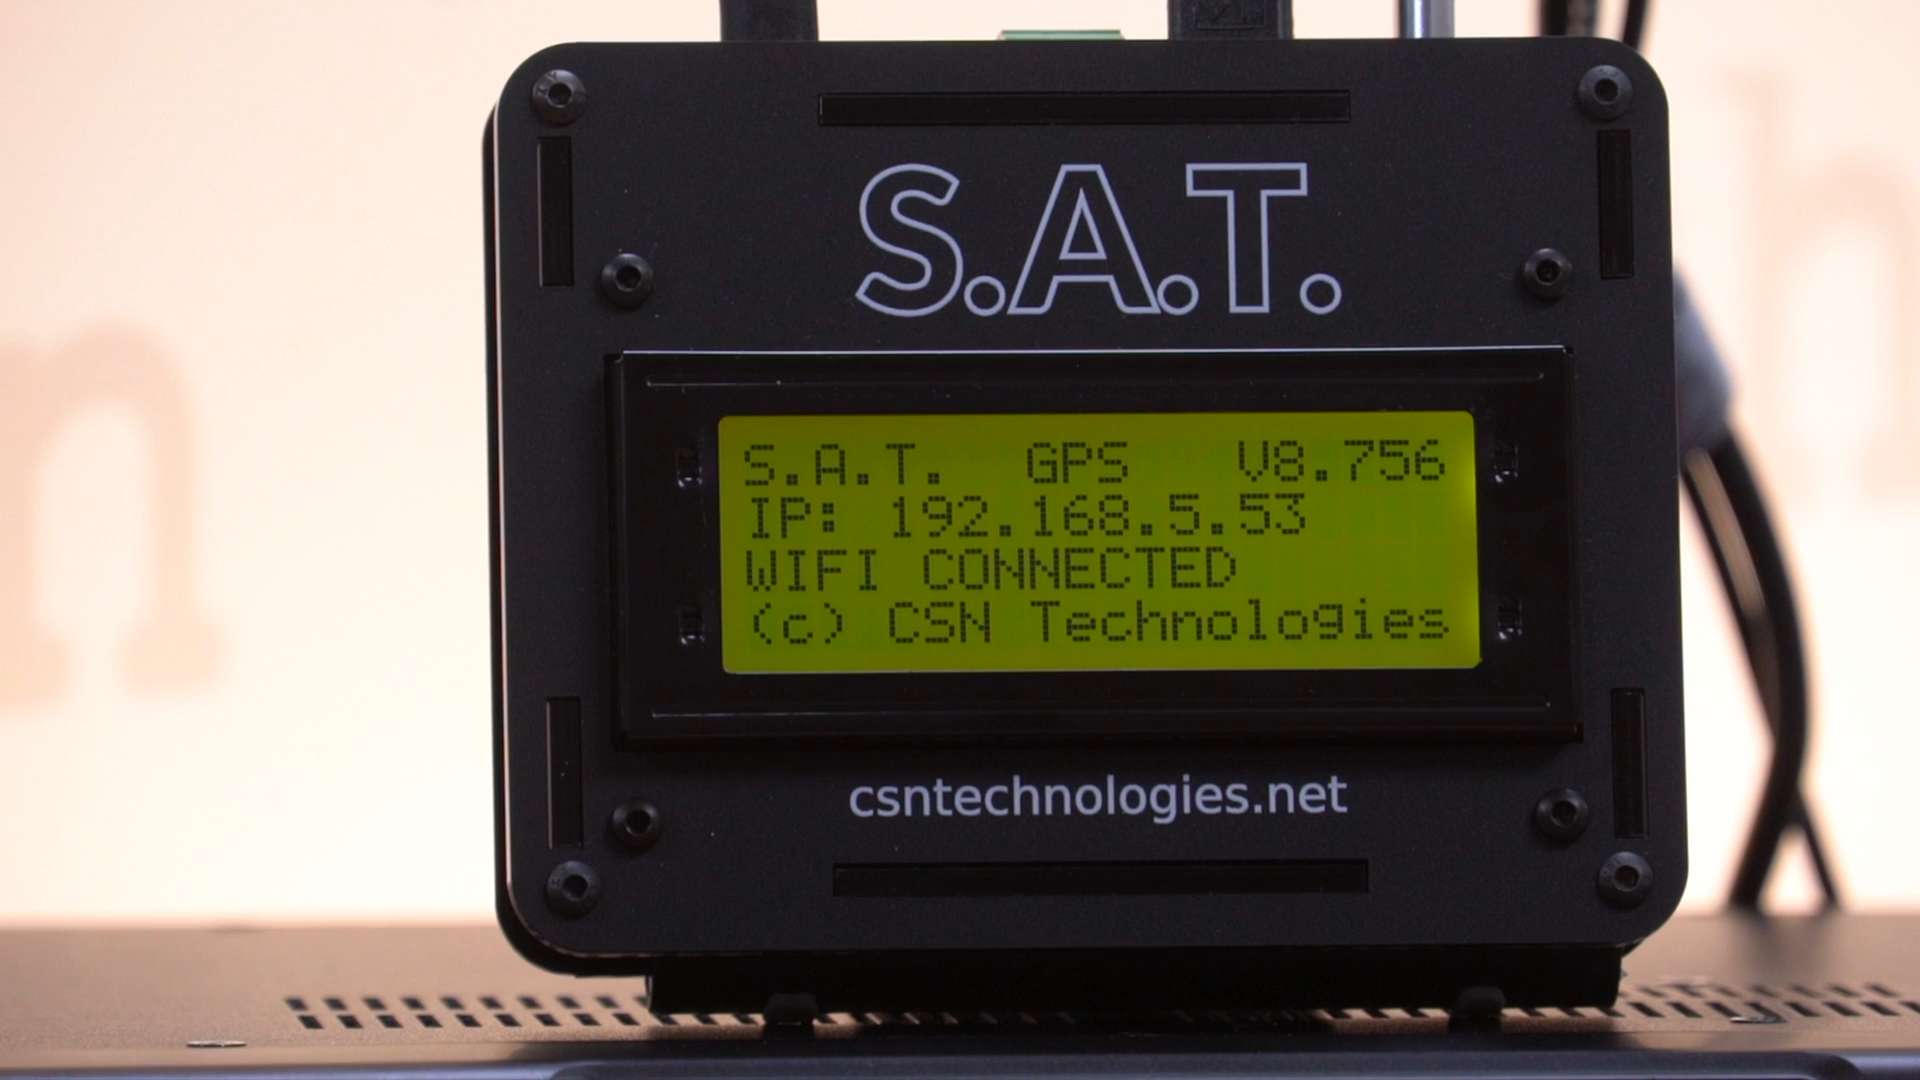 S.A.T.
S.A.T. GPS V8.756
IP: 192.168.5.53
WIFI CONNECTED
(c) CSN Technologies
csntechnologies.net
n
h